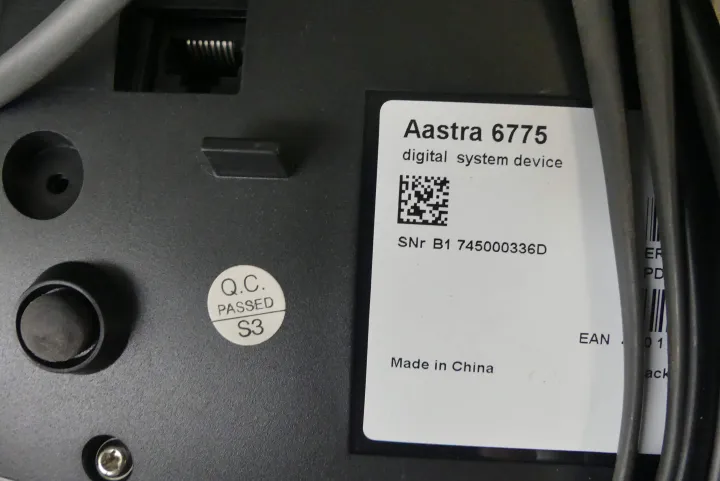 Aastra 6775
digital system device
SNr B1 745000336D
Q.C.
PASSED
S3
EAN
Made in China